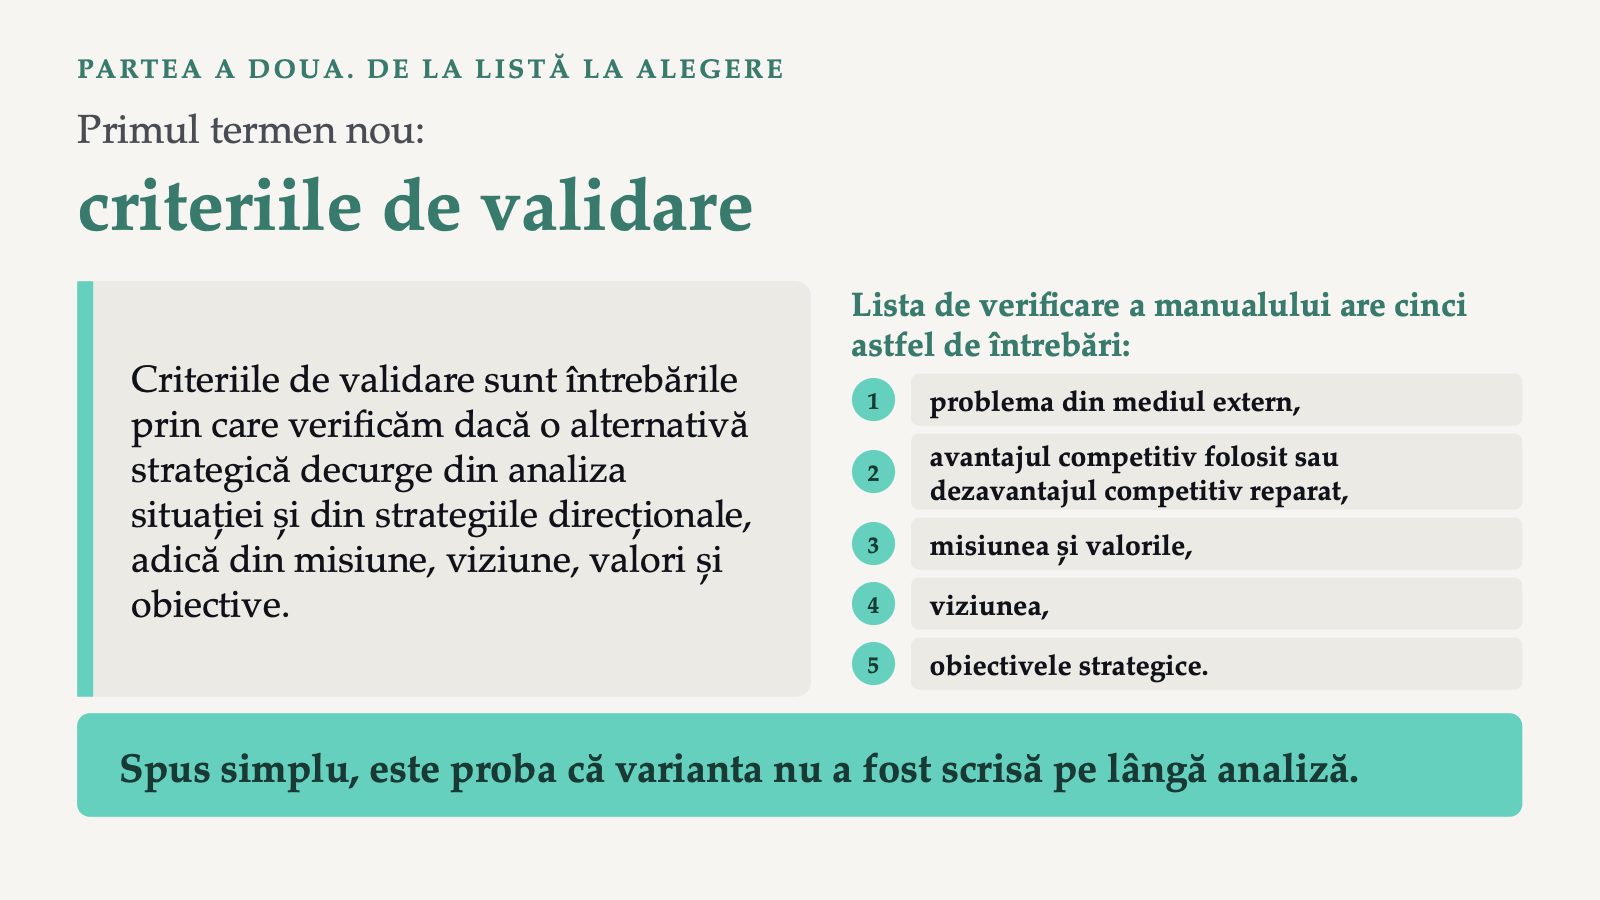 PARTEA A DOUA. DE LA LISTĂ LA ALEGERE
Primul termen nou:
criteriile de validare
Criteriile de validare sunt întrebările
prin care verificăm dacă o alternativă
strategică decurge din analiza
situației și din strategiile direcționale,
adică din misiune, viziune, valori și
obiective.
Lista de verificare a manualului are cinci
astfel de întrebări:
1 problema din mediul extern,
2 avantajul competitiv folosit sau
dezavantajul competitiv reparat,
3 misiunea și valorile,
4 viziunea,
5 obiectivele strategice.
Spus simplu, este proba că varianta nu a fost scrisă pe lângă analiză.